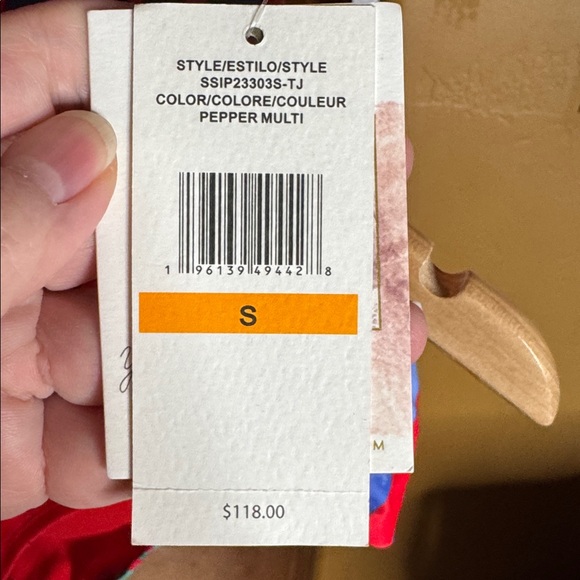 STYLE/ESTILO/STYLE
SSIP23303S-TJ
COLOR/COLORE/COULEUR
PEPPER MULTI
1 96139 49442 8
S
$118.00
M